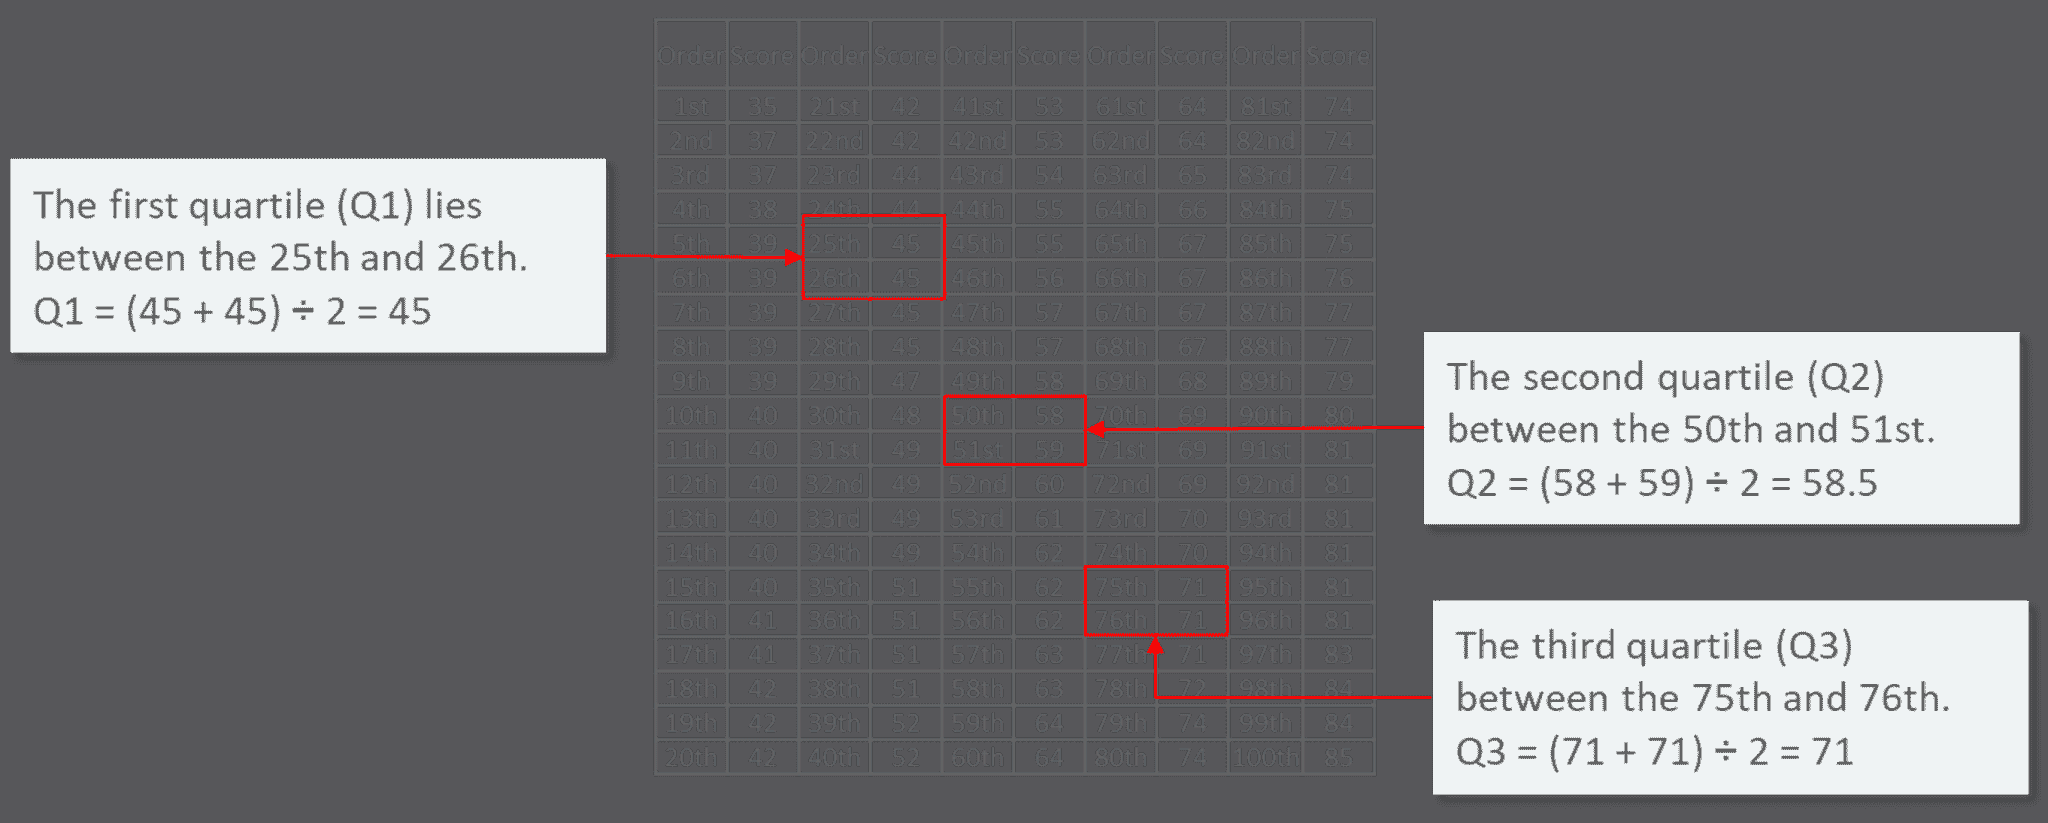 Order Score Order Score Order Score Order Score Order Score
1st 35 21st 42 41st 53 61st 64 81st 74
2nd 37 22nd 42 42nd 53 62nd 64 82nd 74
3rd 37 23rd 44 43rd 54 63rd 65 83rd 74
4th 38 24th 44 44th 55 64th 66 84th 75
5th 39 25th 45 45th 55 65th 67 85th 75
6th 39 26th 45 46th 56 66th 67 86th 76
7th 39 27th 45 47th 57 67th 67 87th 77
8th 39 28th 45 48th 57 68th 67 88th 77
9th 39 29th 47 49th 58 69th 68 89th 79
10th 40 30th 48 50th 58 70th 69 90th 80
11th 40 31st 49 51st 59 71st 69 91st 81
12th 40 32nd 49 52nd 60 72nd 69 92nd 81
13th 40 33rd 49 53rd 61 73rd 70 93rd 81
14th 40 34th 49 54th 62 74th 70 94th 81
15th 40 35th 51 55th 62 75th 71 95th 81
16th 41 36th 51 56th 62 76th 71 96th 81
17th 41 37th 51 57th 63 77th 71 97th 83
18th 42 38th 51 58th 63 78th 72 98th 84
19th 42 39th 52 59th 64 79th 74 99th 84
20th 42 40th 52 60th 64 80th 74 100th 85
The first quartile (Q1) lies
between the 25th and 26th.
Q1 = (45 + 45) ÷ 2 = 45
The second quartile (Q2)
between the 50th and 51st.
Q2 = (58 + 59) ÷ 2 = 58.5
The third quartile (Q3)
between the 75th and 76th.
Q3 = (71 + 71) ÷ 2 = 71